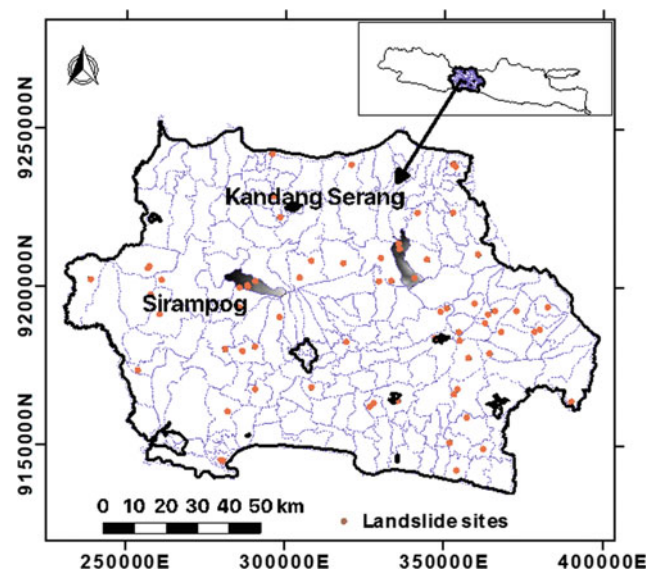 9250000N
Kandang Serang
9200000N
Sirampog
9150000N
0 10 20 30 40 50 km
Landslide sites
250000E 300000E 350000E 400000E